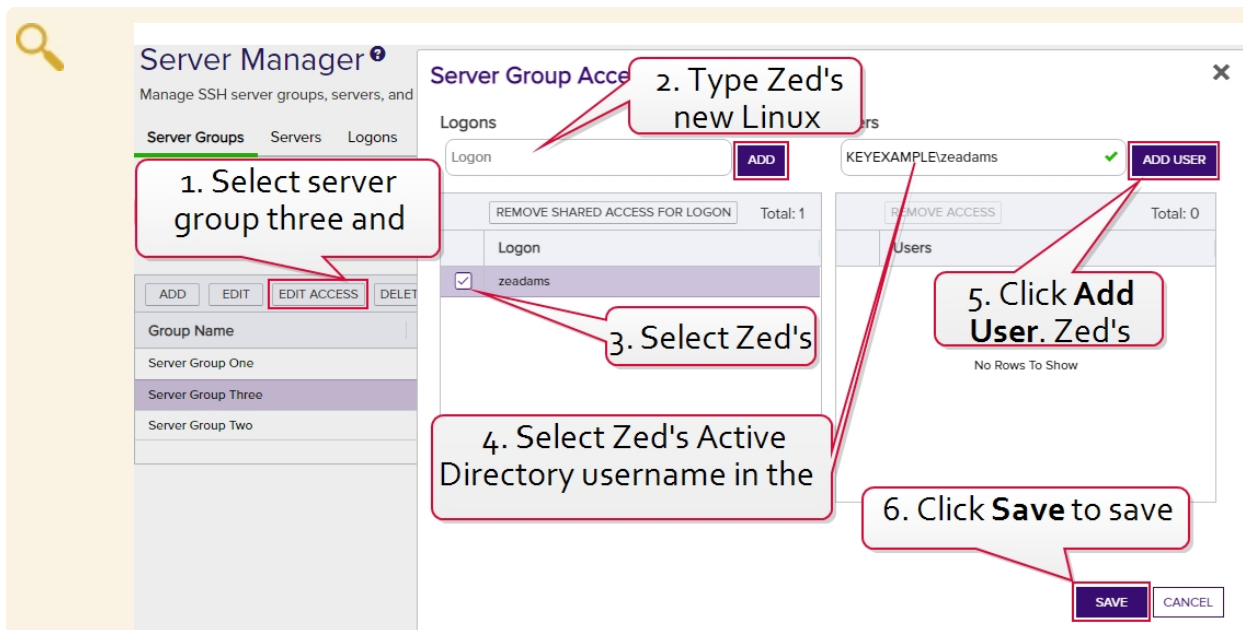 Server Manager ?
Manage SSH server groups, servers, and
Server Groups Servers Logons
1. Select server
group three and
ADD EDIT EDIT ACCESS DELET
Group Name
Server Group One
Server Group Three
Server Group Two
Server Group Acce
×
2. Type Zed's
new Linux
Logons
ers
Logon
ADD
KEYEXAMPLE\zeadams
ADD USER
REMOVE SHARED ACCESS FOR LOGON Total: 1
REMOVE ACCESS Total: 0
Logon
Users
zeadams
3. Select Zed's
5. Click Add
User. Zed's
No Rows To Show
4. Select Zed's Active
Directory username in the
6. Click Save to save
SAVE CANCEL